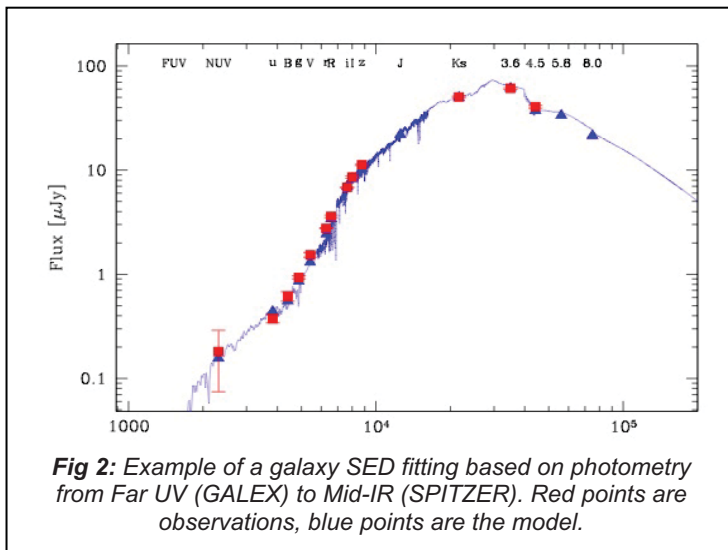 FUV NUV u B g V rR iI z J Ks 3.6 4.5 5.8 8.0
100
10
1
0.1
Flux [μJy]
1000 10⁴ 10⁵
Fig 2: Example of a galaxy SED fitting based on photometry
from Far UV (GALEX) to Mid-IR (SPITZER). Red points are
observations, blue points are the model.